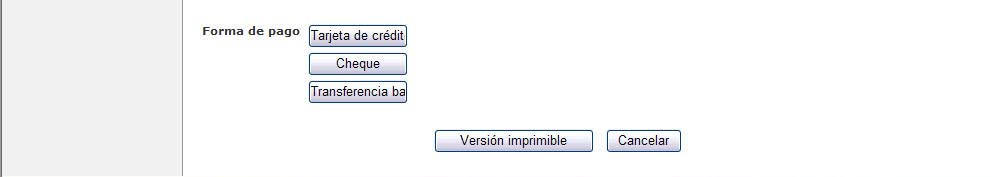 Forma de pago
Tarjeta de crédit
Cheque
Transferencia ba
Versión imprimible
Cancelar